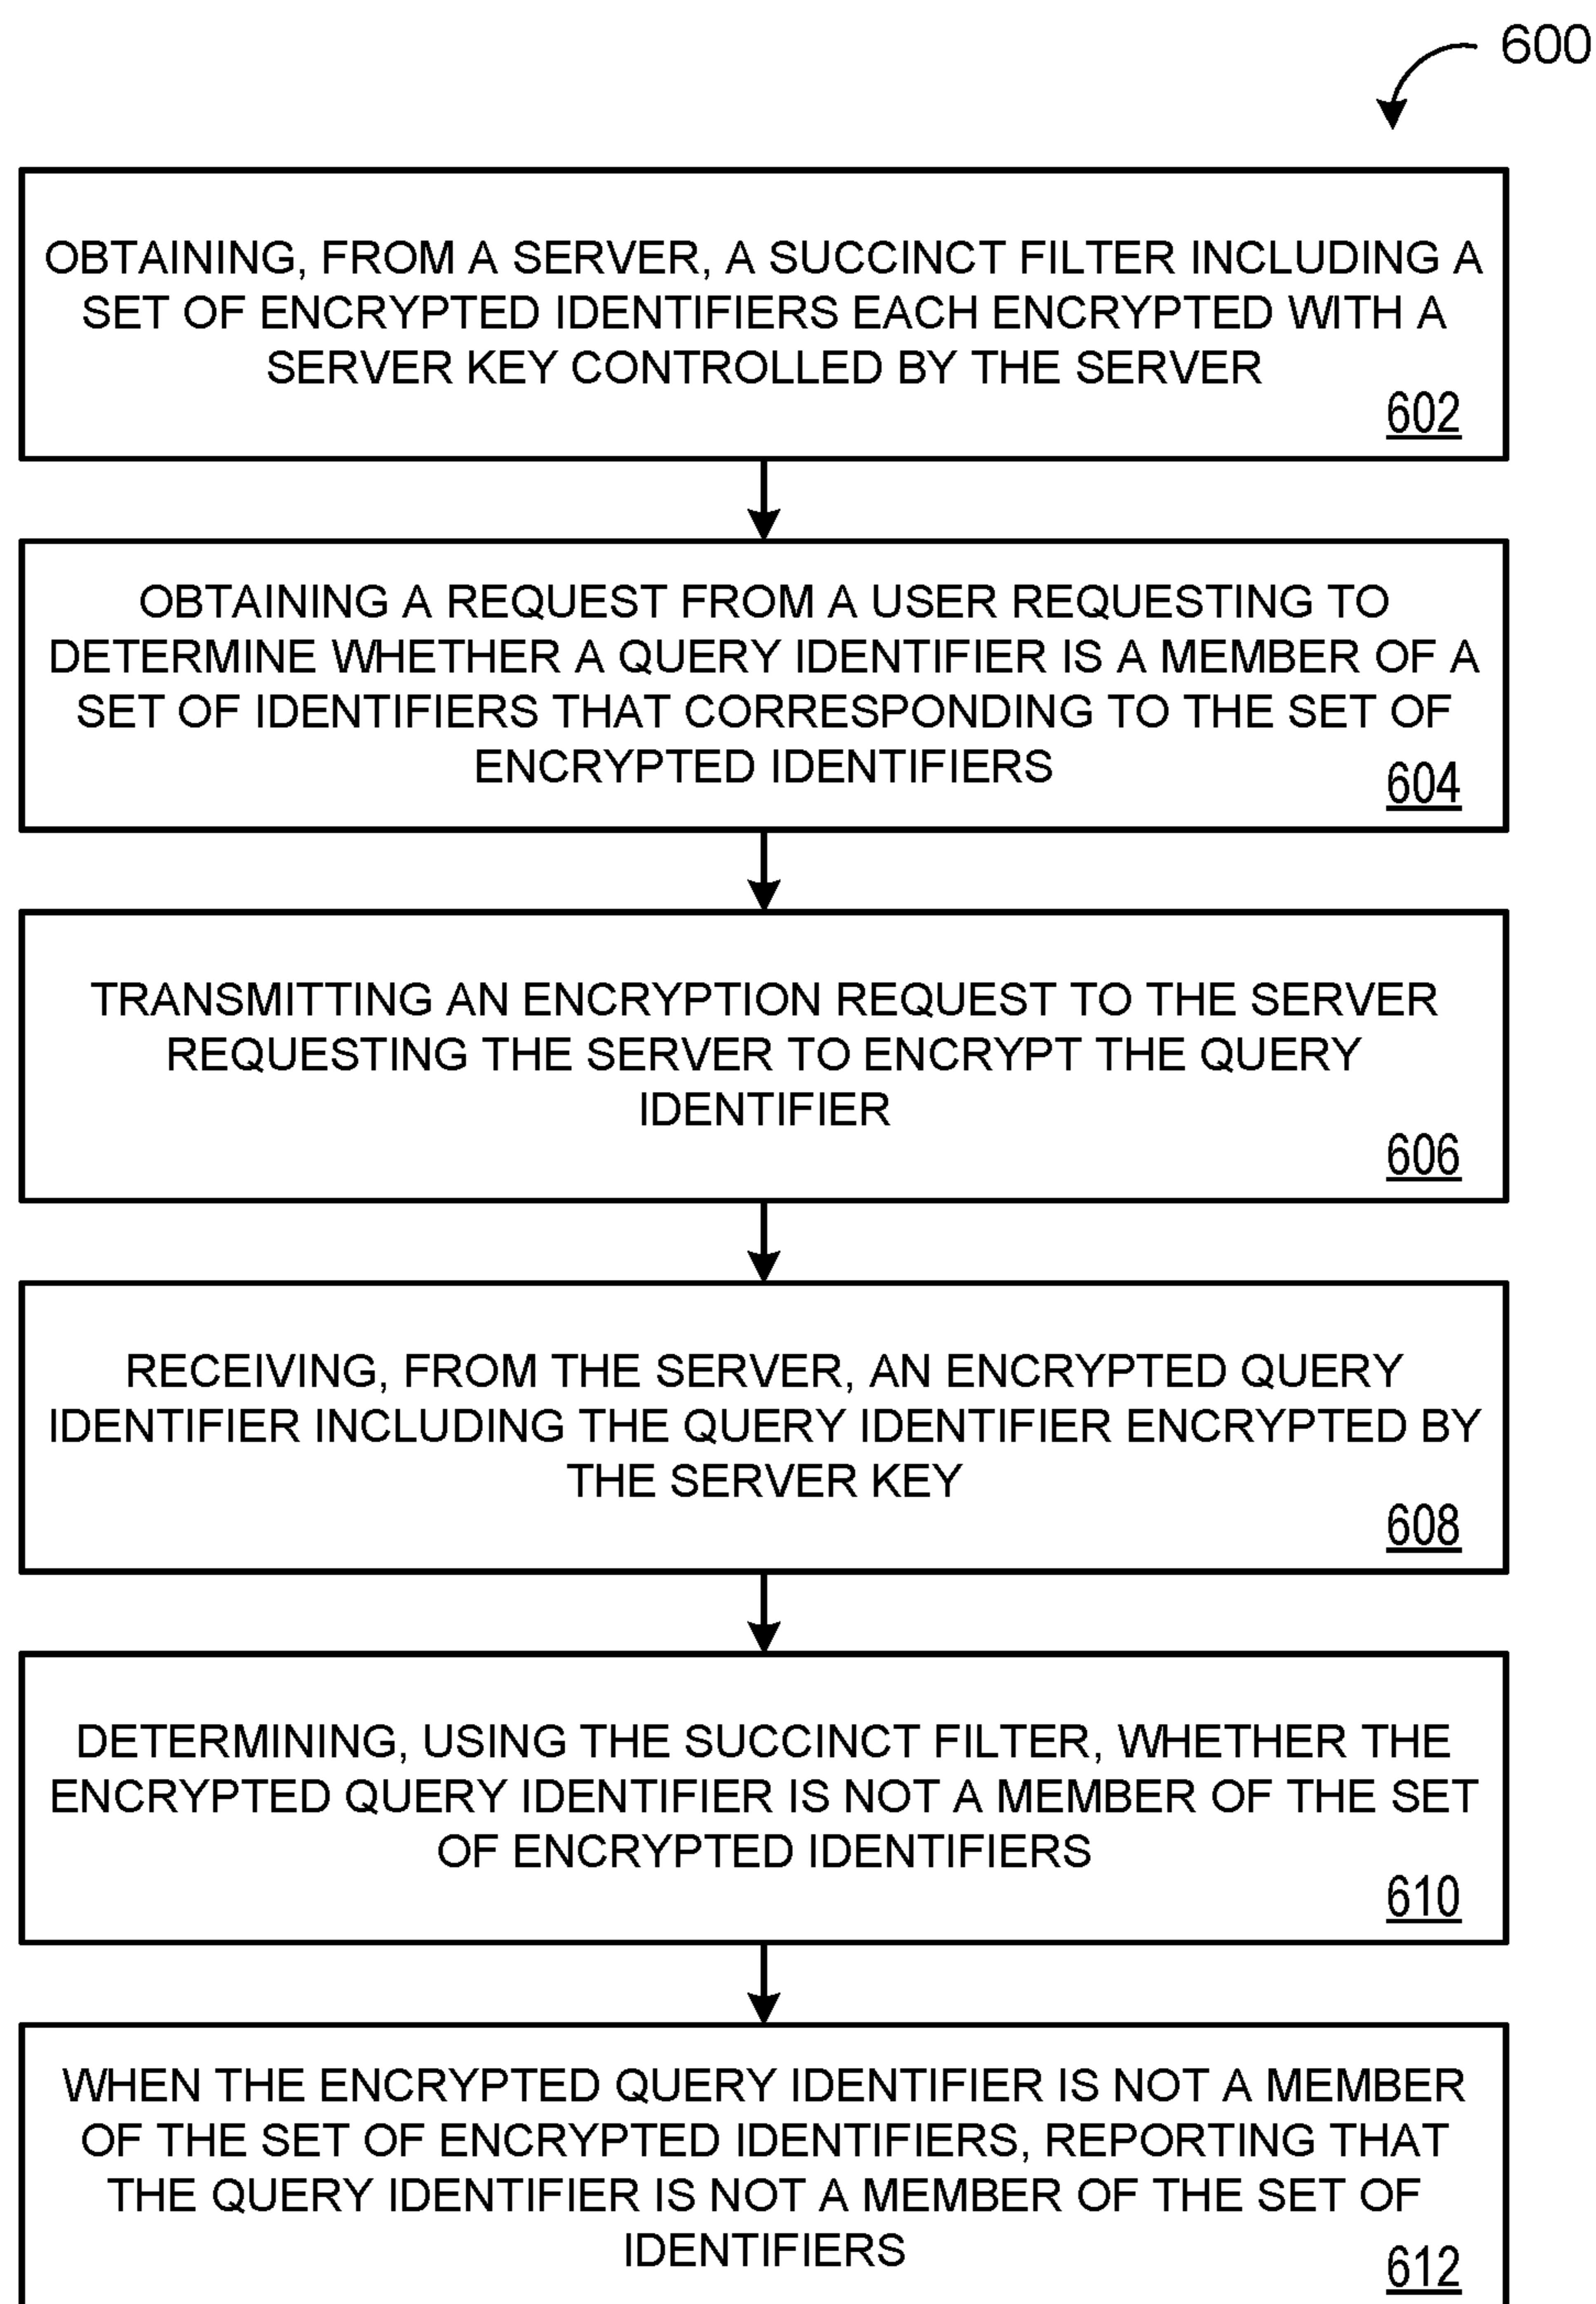 600
OBTAINING, FROM A SERVER, A SUCCINCT FILTER INCLUDING A
SET OF ENCRYPTED IDENTIFIERS EACH ENCRYPTED WITH A
SERVER KEY CONTROLLED BY THE SERVER
602
OBTAINING A REQUEST FROM A USER REQUESTING TO
DETERMINE WHETHER A QUERY IDENTIFIER IS A MEMBER OF A
SET OF IDENTIFIERS THAT CORRESPONDING TO THE SET OF
ENCRYPTED IDENTIFIERS
604
TRANSMITTING AN ENCRYPTION REQUEST TO THE SERVER
REQUESTING THE SERVER TO ENCRYPT THE QUERY
IDENTIFIER
606
RECEIVING, FROM THE SERVER, AN ENCRYPTED QUERY
IDENTIFIER INCLUDING THE QUERY IDENTIFIER ENCRYPTED BY
THE SERVER KEY
608
DETERMINING, USING THE SUCCINCT FILTER, WHETHER THE
ENCRYPTED QUERY IDENTIFIER IS NOT A MEMBER OF THE SET
OF ENCRYPTED IDENTIFIERS
610
WHEN THE ENCRYPTED QUERY IDENTIFIER IS NOT A MEMBER
OF THE SET OF ENCRYPTED IDENTIFIERS, REPORTING THAT
THE QUERY IDENTIFIER IS NOT A MEMBER OF THE SET OF
IDENTIFIERS
612